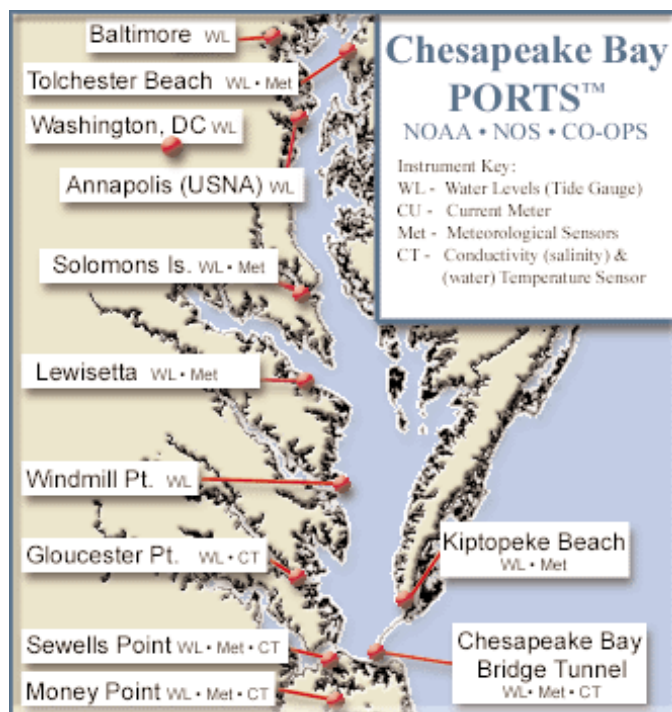 Baltimore WL
Tolchester Beach WL • Met
Washington, DC WL
Annapolis (USNA) WL
Solomons Is. WL • Met
Lewisetta WL • Met
Windmill Pt. WL
Gloucester Pt. WL • CT
Sewells Point WL • Met • CT
Money Point WL • Met • CT
Chesapeake Bay
PORTS™
NOAA • NOS • CO-OPS
Instrument Key:
WL - Water Levels (Tide Gauge)
CU - Current Meter
Met - Meteorological Sensors
CT - Conductivity (salinity) &
(water) Temperature Sensor
Kiptopeke Beach
WL • Met
Chesapeake Bay
Bridge Tunnel
WL • Met • CT